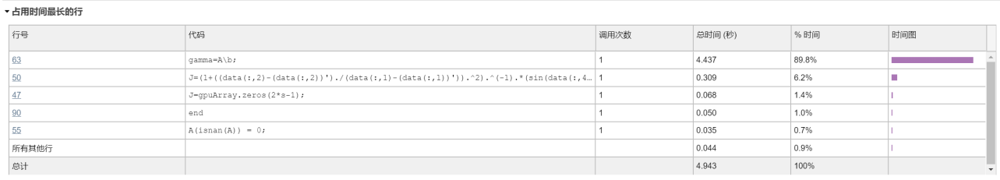 占用时间最长的行
行号 代码 调用次数 总时间 (秒) % 时间 时间图
63 gamma=A\b; 1 4.437 89.8%
50 J=(1+((data(:,2)-(data(:,2))')./(data(:,1)-(data(:,1))')).^2).^(-1).*(sin(data(:,4… 1 0.309 6.2%
47 J=gpuArray.zeros(2*s-1); 1 0.068 1.4%
90 end 1 0.050 1.0%
55 A(isnan(A)) = 0; 1 0.035 0.7%
所有其他行 0.044 0.9%
总计 4.943 100%